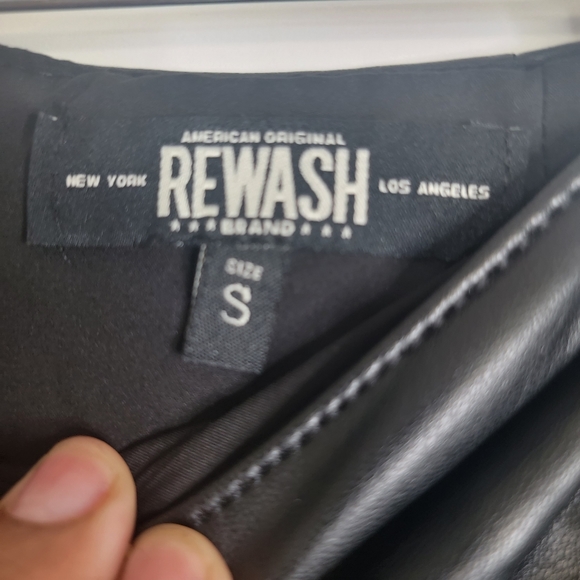 AMERICAN ORIGINAL
NEW YORK REWASH LOS ANGELES
★★★ BRAND ★★★
SIZE
S